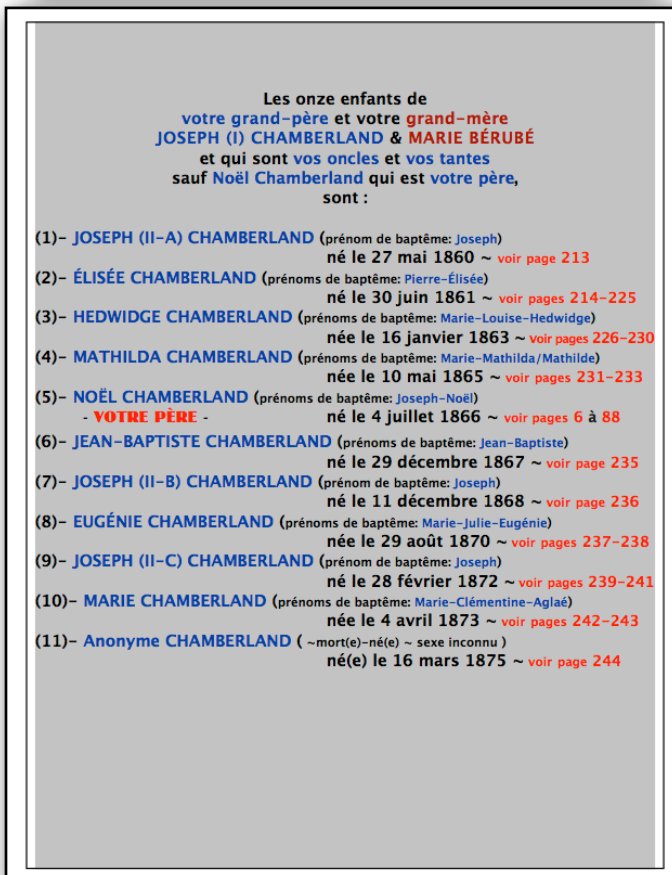 Les onze enfants de
votre grand-père et votre grand-mère
JOSEPH (I) CHAMBERLAND & MARIE BÉRUBÉ
et qui sont vos oncles et vos tantes
sauf Noël Chamberland qui est votre père,
sont :
(1)- JOSEPH (II-A) CHAMBERLAND (prénom de baptême: Joseph)
né le 27 mai 1860 ~ voir page 213
(2)- ÉLISÉE CHAMBERLAND (prénoms de baptême: Pierre-Élisée)
né le 30 juin 1861 ~ voir pages 214-225
(3)- HEDWIDGE CHAMBERLAND (prénoms de baptême: Marie-Louise-Hedwidge)
née le 16 janvier 1863 ~ voir pages 226-230
(4)- MATHILDA CHAMBERLAND (prénoms de baptême: Marie-Mathilda/Mathilde)
née le 10 mai 1865 ~ voir pages 231-233
(5)- NOËL CHAMBERLAND (prénoms de baptême: Joseph-Noël)
- VOTRE PÈRE - né le 4 juillet 1866 ~ voir pages 6 à 88
(6)- JEAN-BAPTISTE CHAMBERLAND (prénoms de baptême: Jean-Baptiste)
né le 29 décembre 1867 ~ voir page 235
(7)- JOSEPH (II-B) CHAMBERLAND (prénom de baptême: Joseph)
né le 11 décembre 1868 ~ voir page 236
(8)- EUGÉNIE CHAMBERLAND (prénoms de baptême: Marie-Julie-Eugénie)
née le 29 août 1870 ~ voir pages 237-238
(9)- JOSEPH (II-C) CHAMBERLAND (prénom de baptême: Joseph)
né le 28 février 1872 ~ voir pages 239-241
(10)- MARIE CHAMBERLAND (prénoms de baptême: Marie-Clémentine-Aglaé)
née le 4 avril 1873 ~ voir pages 242-243
(11)- Anonyme CHAMBERLAND ( ~mort(e)-né(e) ~ sexe inconnu )
né(e) le 16 mars 1875 ~ voir page 244